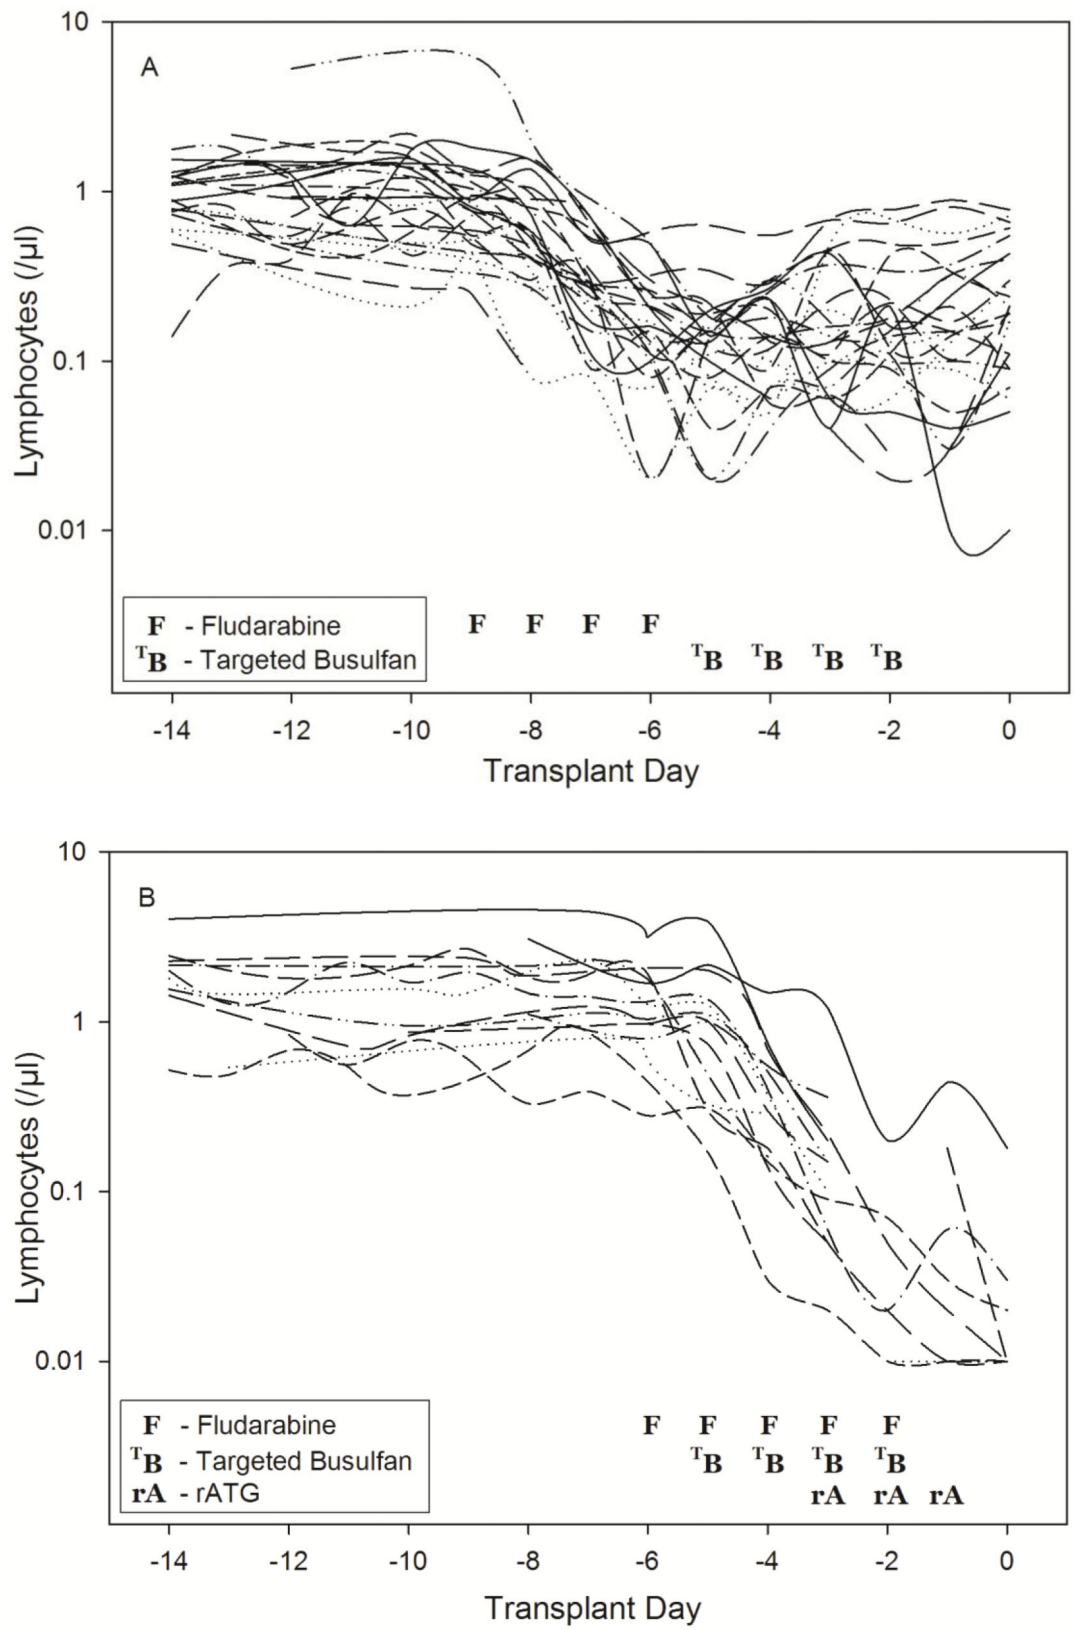 10
A
1
Lymphocytes (/µl)
0.1
0.01
F - Fludarabine
F F F F
TB - Targeted Busulfan
TB TB TB TB
-14 -12 -10 -8 -6 -4 -2 0
Transplant Day
10
B
1
Lymphocytes (/µl)
0.1
0.01
F - Fludarabine
F F F F F
TB - Targeted Busulfan
TB TB TB TB
rA - rATG
rA rA rA
-14 -12 -10 -8 -6 -4 -2 0
Transplant Day